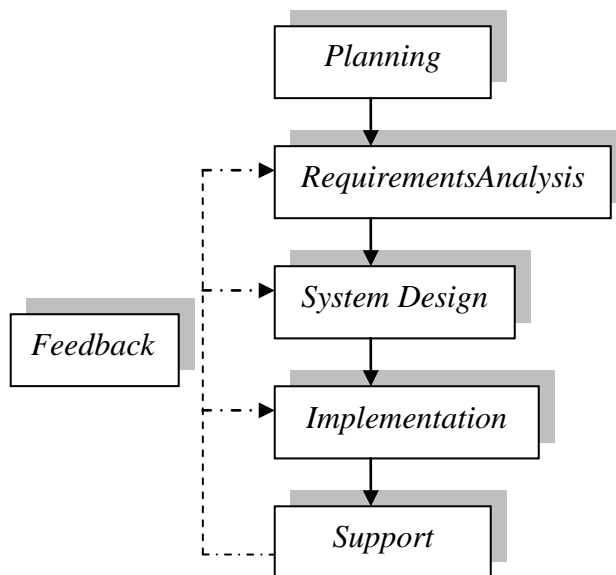 Planning
RequirementsAnalysis
System Design
Feedback
Implementation
Support